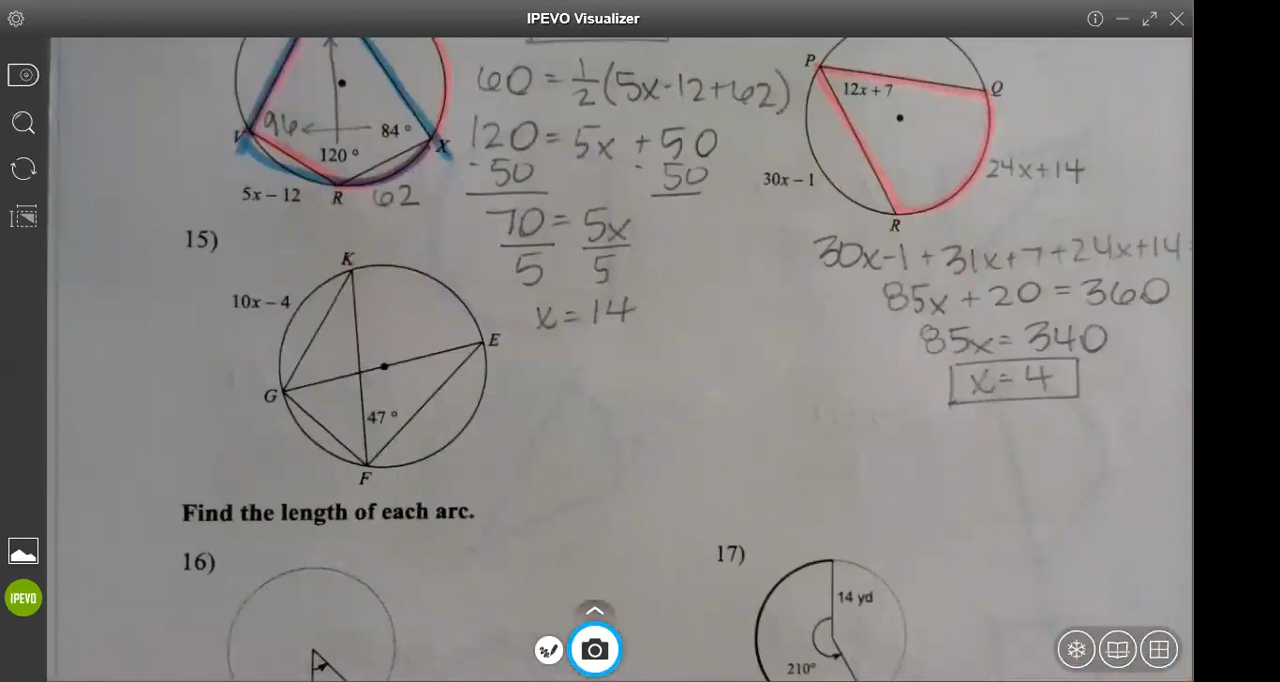 IPEVO Visualizer
60 = 1/2 (5x-12+62)
120 = 5x + 50
- 50 - 50
70 = 5x
5 5
x = 14
V 96 84 ° X
120 °
5x – 12 R 62
P 12x + 7 Q
30x – 1 24x+14
R
30x-1 + 31x+7+24x+14 =
85x + 20 = 360
85x = 340
x = 4
15)
K
10x – 4
E
G
47 °
F
Find the length of each arc.
16)
17)
14 yd
210°
IPEVO